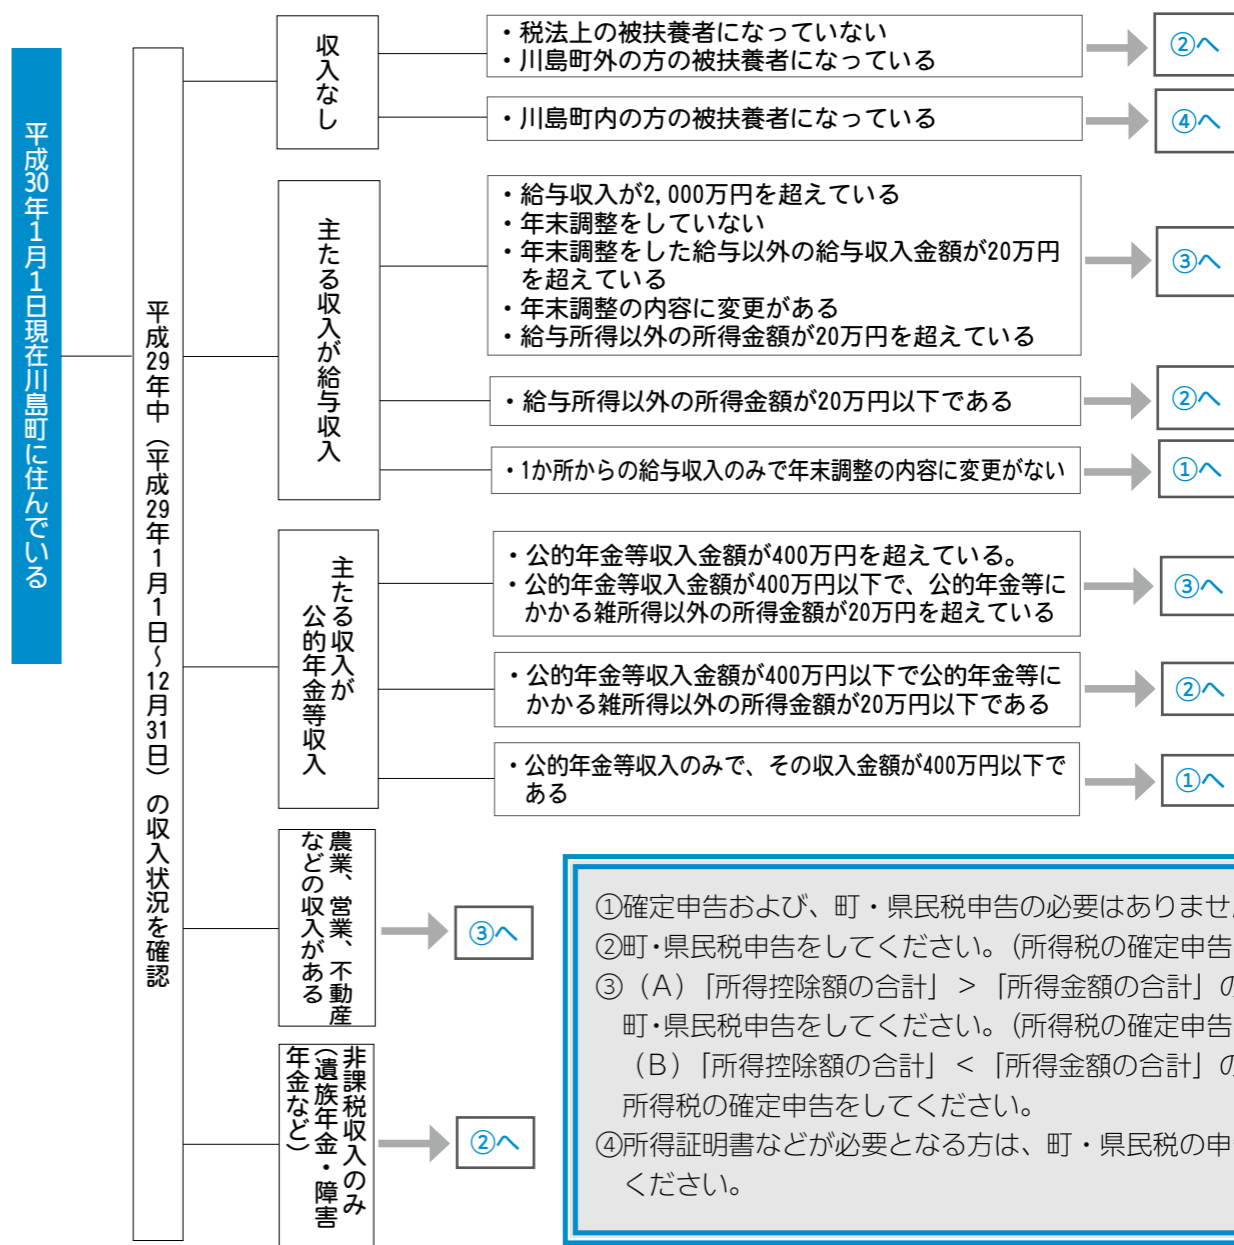 平成30年1月1日現在川島町に住んでいる
平成29年中（平成29年1月1日～12月31日）の収入状況を確認
収入なし
・税法上の被扶養者になっていない
・川島町外の方の被扶養者になっている
②へ
・川島町内の方の被扶養者になっている
④へ
主たる収入が給与収入
・給与収入が2,000万円を超えている
・年末調整をしていない
・年末調整をした給与以外の給与収入金額が20万円
を超えている
・年末調整の内容に変更がある
・給与所得以外の所得金額が20万円を超えている
③へ
・給与所得以外の所得金額が20万円以下である
②へ
・1か所からの給与収入のみで年末調整の内容に変更がない
①へ
主たる収入が
公的年金等収入
・公的年金等収入金額が400万円を超えている。
・公的年金等収入金額が400万円以下で、公的年金等に
かかる雑所得以外の所得金額が20万円を超えている
③へ
・公的年金等収入金額が400万円以下で公的年金等に
かかる雑所得以外の所得金額が20万円以下である
②へ
・公的年金等収入のみで、その収入金額が400万円以下で
ある
①へ
農業、営業、不動産
などの収入がある
③へ
非課税収入のみ
（遺族年金・障害
年金など）
②へ
①確定申告および、町・県民税申告の必要はありませ
②町・県民税申告をしてください。（所得税の確定申告
③（A）「所得控除額の合計」＞「所得金額の合計」の
町・県民税申告をしてください。（所得税の確定申告
（B）「所得控除額の合計」＜「所得金額の合計」の
所得税の確定申告をしてください。
④所得証明書などが必要となる方は、町・県民税の申
ください。